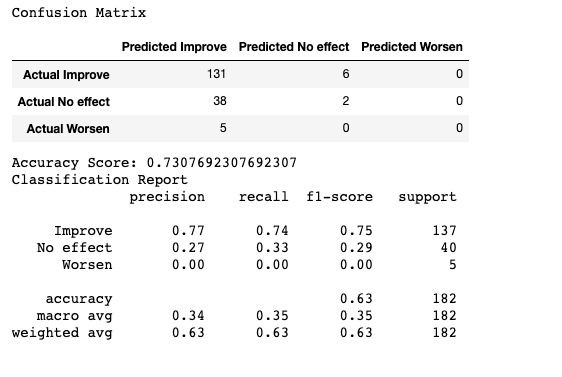 Confusion Matrix
Predicted Improve Predicted No effect Predicted Worsen
Actual Improve 131 6 0
Actual No effect 38 2 0
Actual Worsen 5 0 0
Accuracy Score: 0.7307692307692307
Classification Report
precision recall f1-score support
Improve 0.77 0.74 0.75 137
No effect 0.27 0.33 0.29 40
Worsen 0.00 0.00 0.00 5
accuracy 0.63 182
macro avg 0.34 0.35 0.35 182
weighted avg 0.63 0.63 0.63 182